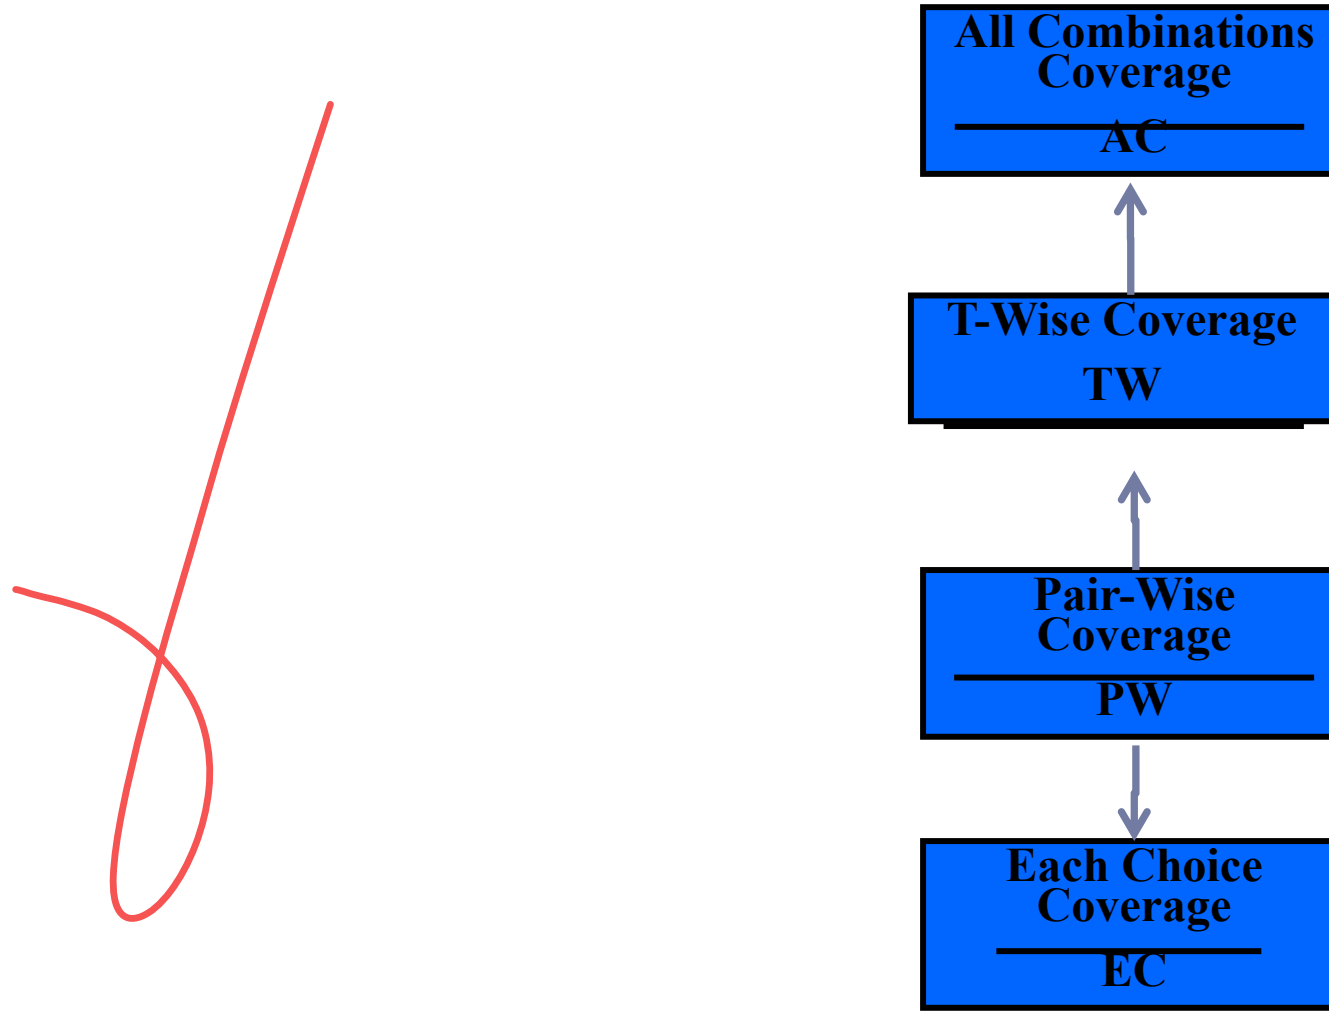 All Combinations
Coverage
AC
T-Wise Coverage
TW
Pair-Wise
Coverage
PW
Each Choice
Coverage
EC